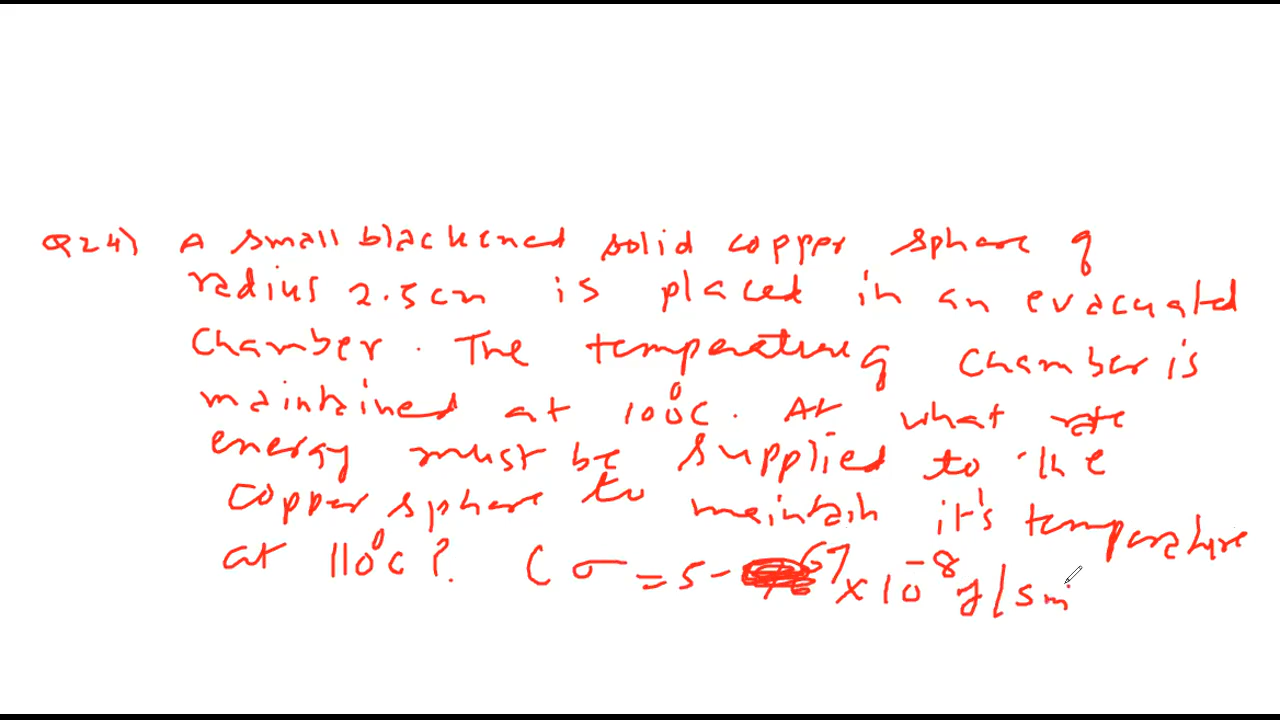 Q24) A small blackened solid copper sphere of
radius 2.5cm is placed in an evacuated
chamber. The temperature of chamber is
maintained at 100°C. At what rate
energy must be supplied to the
copper sphere to maintain it's temperature
at 110°C? ( σ = 5.67 × 10⁻⁸ J/sm